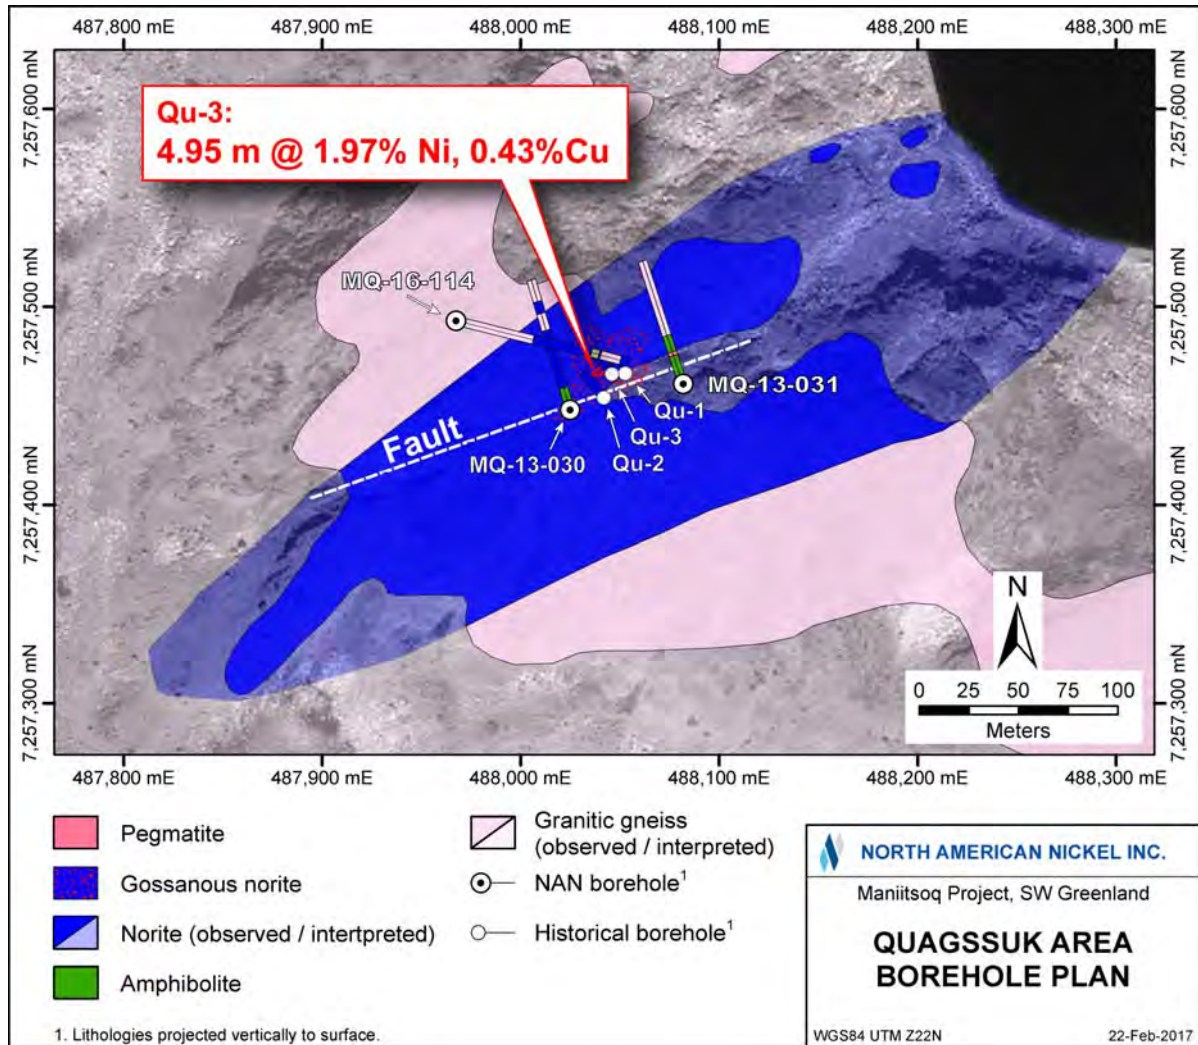 487,800 mE
487,900 mE
488,000 mE
488,100 mE
488,200 mE
488,300 mE
7,257,600 mN
7,257,600 mN
Qu-3:
4.95 m @ 1.97% Ni, 0.43%Cu
MQ-16-114
7,257,500 mN
7,257,500 mN
MQ-13-031
Qu-1
Fault
MQ-13-030
Qu-3
Qu-2
7,257,400 mN
7,257,400 mN
N
0 25 50 75 100
Meters
7,257,300 mN
7,257,300 mN
487,800 mE
487,900 mE
488,000 mE
488,100 mE
488,200 mE
488,300 mE
Pegmatite
Gossanous norite
Norite (observed / intertpreted)
Amphibolite
Granitic gneiss
(observed / interpreted)
NAN borehole¹
Historical borehole¹
1. Lithologies projected vertically to surface.
NORTH AMERICAN NICKEL INC.
Maniitsoq Project, SW Greenland
QUAGSSUK AREA
BOREHOLE PLAN
WGS84 UTM Z22N
22-Feb-2017